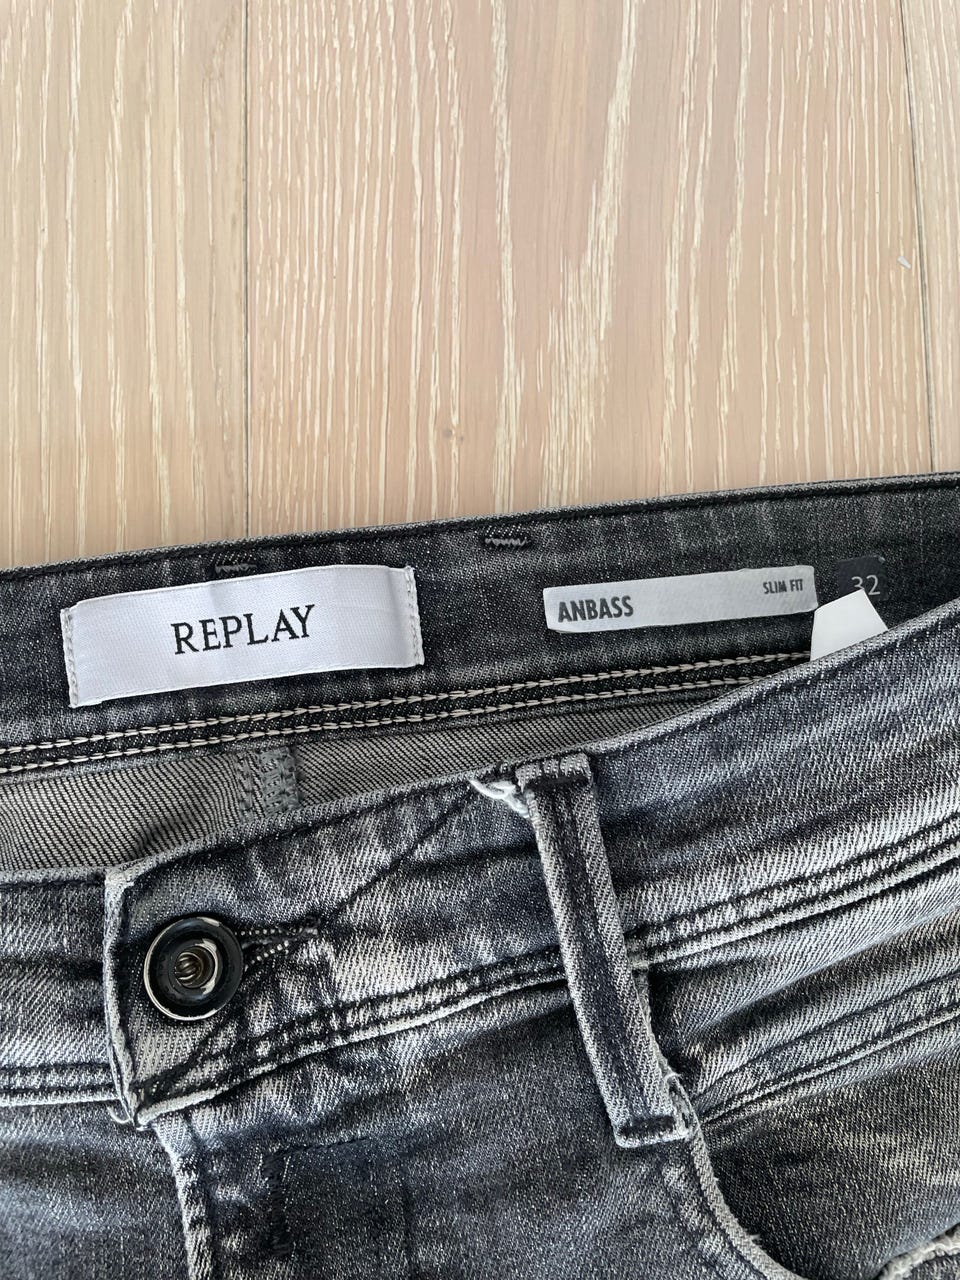 REPLAY
ANBASS
SLIM FIT
32